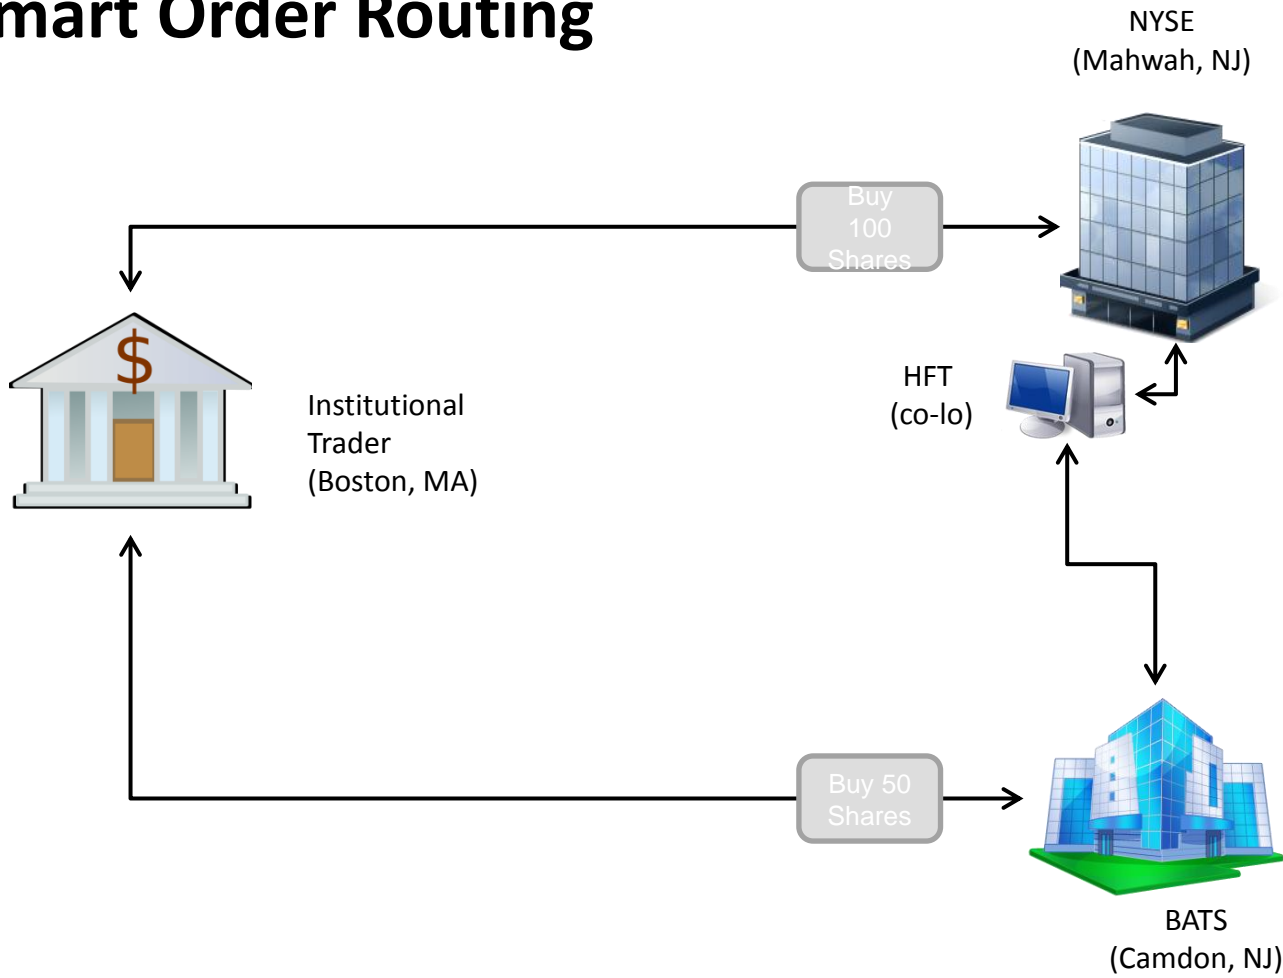 mart Order Routing
NYSE
(Mahwah, NJ)
Buy
100
Shares
$
HFT
(co-lo)
Institutional
Trader
(Boston, MA)
Buy 50
Shares
BATS
(Camdon, NJ)